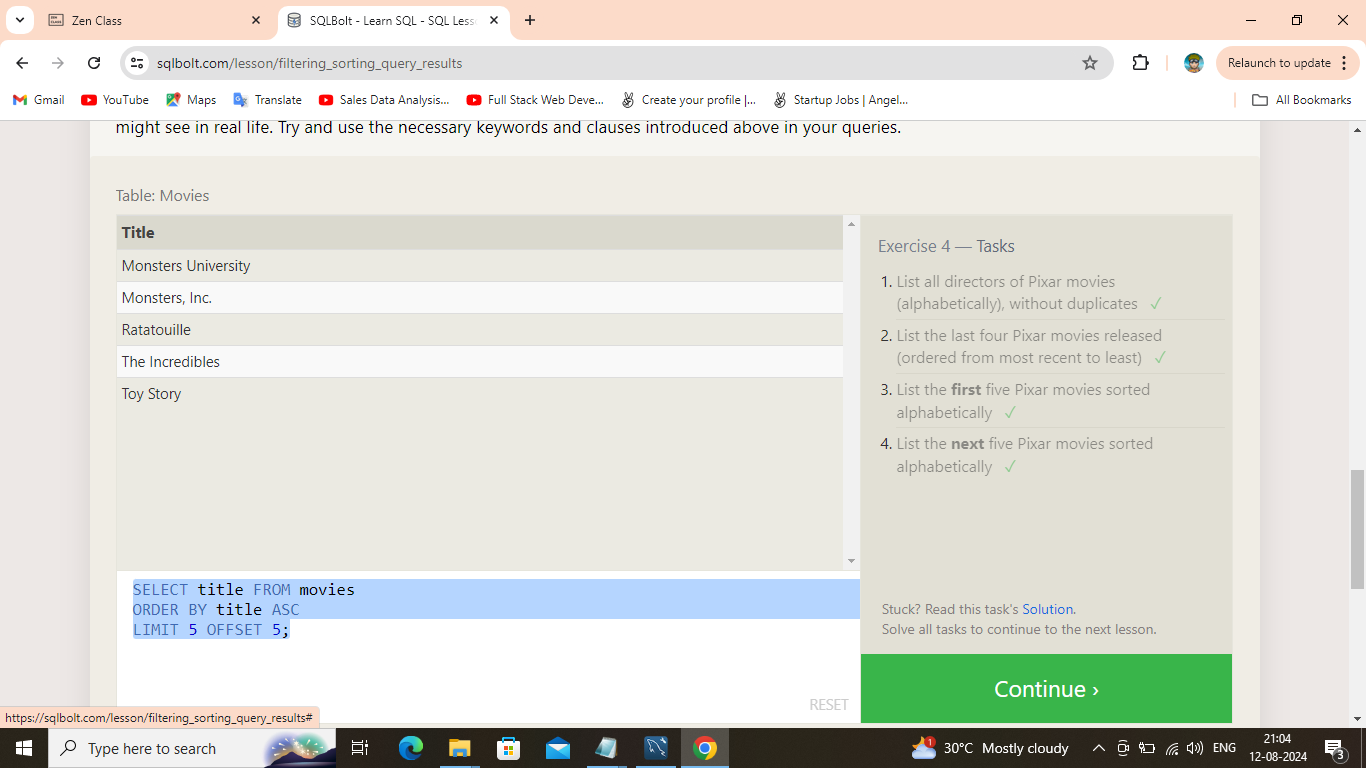 Zen Class
SQLBolt - Learn SQL - SQL Less
sqlbolt.com/lesson/filtering_sorting_query_results
Relaunch to update
Gmail
YouTube
Maps
Translate
Sales Data Analysis...
Full Stack Web Deve...
Create your profile |...
Startup Jobs | Angel...
All Bookmarks
might see in real life. Try and use the necessary keywords and clauses introduced above in your queries.
Table: Movies
Title
Monsters University
Monsters, Inc.
Ratatouille
The Incredibles
Toy Story
SELECT title FROM movies
ORDER BY title ASC
LIMIT 5 OFFSET 5;
RESET
Exercise 4 — Tasks
1. List all directors of Pixar movies
(alphabetically), without duplicates ✓
2. List the last four Pixar movies released
(ordered from most recent to least) ✓
3. List the first five Pixar movies sorted
alphabetically ✓
4. List the next five Pixar movies sorted
alphabetically ✓
Stuck? Read this task's Solution.
Solve all tasks to continue to the next lesson.
Continue ›
https://sqlbolt.com/lesson/filtering_sorting_query_results#
Type here to search
1
30°C Mostly cloudy
ENG
21:04
12-08-2024
3